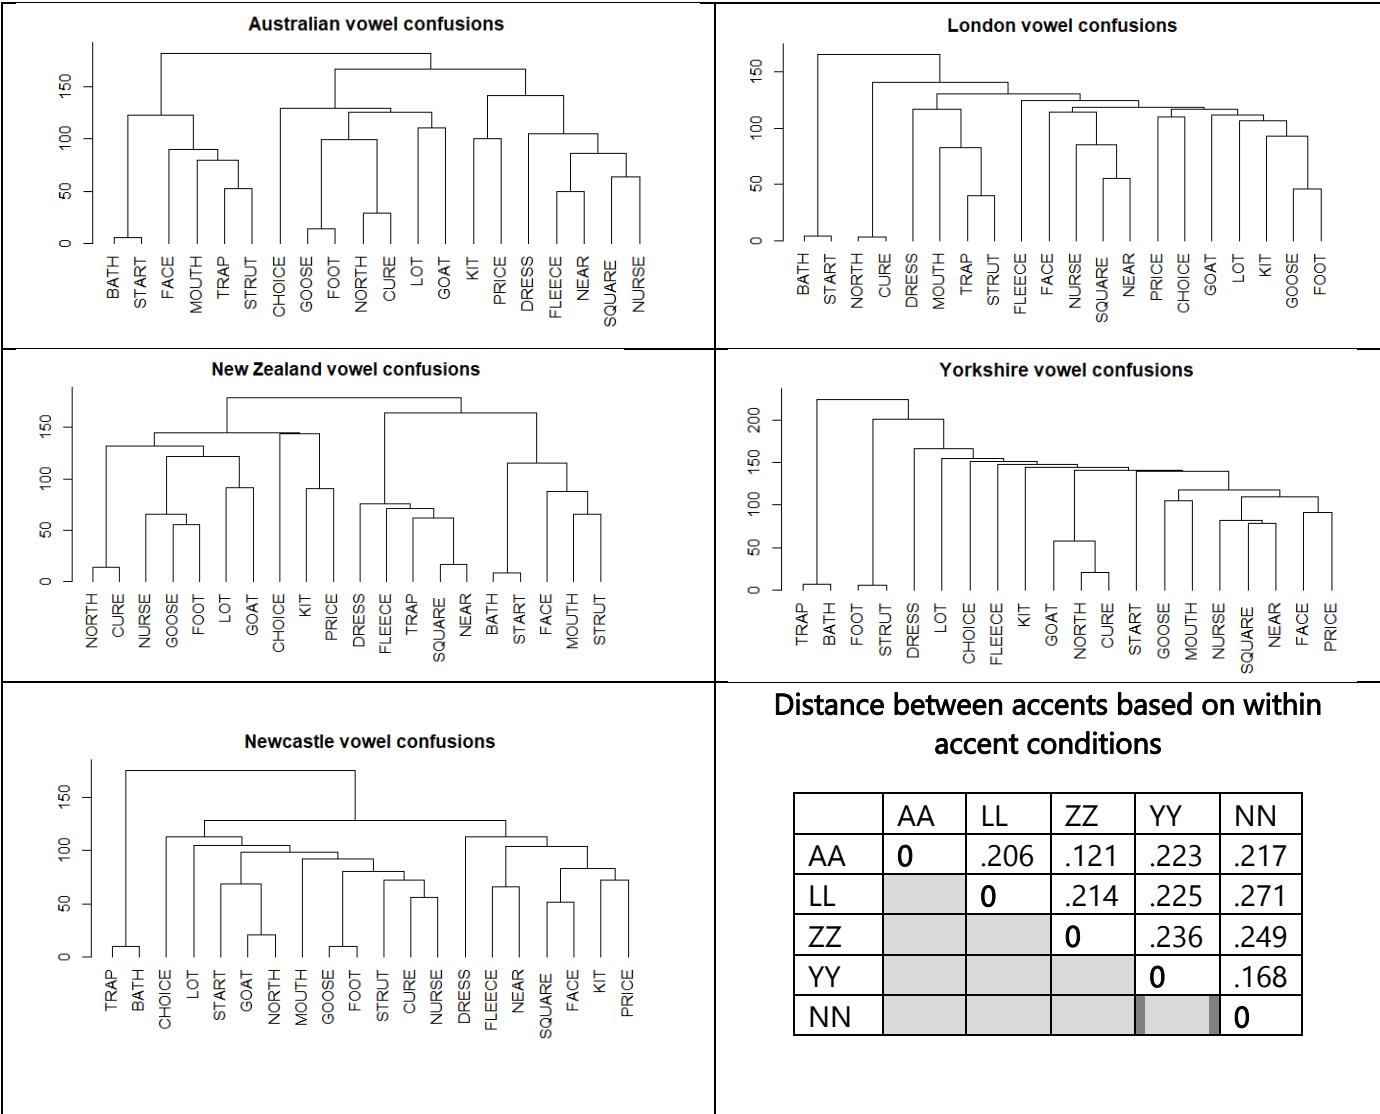 Australian vowel confusions
0 50 100 150
BATH START FACE MOUTH TRAP STRUT CHOICE GOOSE FOOT NORTH CURE LOT GOAT KIT PRICE DRESS FLEECE NEAR SQUARE NURSE
London vowel confusions
0 50 100 150
BATH START NORTH CURE DRESS MOUTH TRAP STRUT FLEECE FACE NURSE SQUARE NEAR PRICE CHOICE GOAT LOT KIT GOOSE FOOT
New Zealand vowel confusions
0 50 100 150
NORTH CURE NURSE GOOSE FOOT LOT GOAT CHOICE KIT PRICE DRESS FLEECE TRAP SQUARE NEAR BATH START FACE MOUTH STRUT
Yorkshire vowel confusions
0 50 100 150 200
TRAP BATH FOOT STRUT DRESS LOT CHOICE FLEECE KIT GOAT NORTH CURE START GOOSE MOUTH NURSE SQUARE NEAR FACE PRICE
Newcastle vowel confusions
0 50 100 150
TRAP BATH CHOICE LOT START GOAT NORTH MOUTH GOOSE FOOT STRUT CURE NURSE DRESS FLEECE NEAR SQUARE FACE KIT PRICE
Distance between accents based on within
accent conditions
AA LL ZZ YY NN
AA 0 .206 .121 .223 .217
LL 0 .214 .225 .271
ZZ 0 .236 .249
YY 0 .168
NN 0